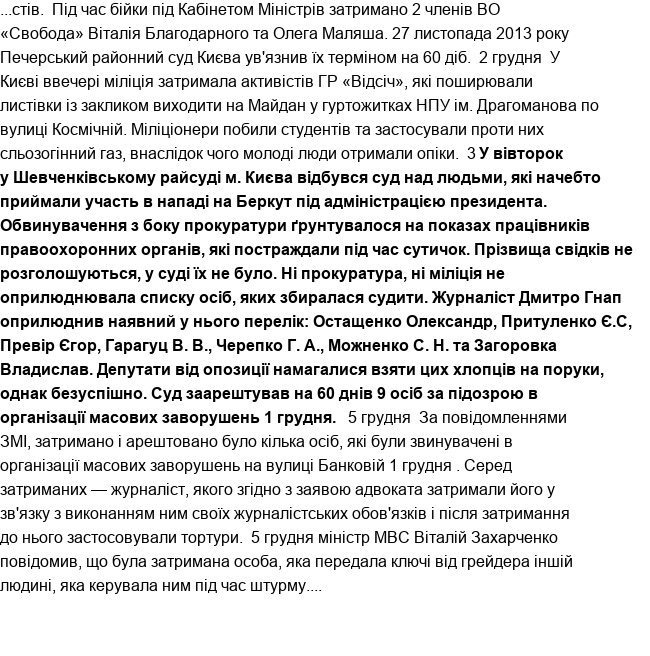 ...стів.  Під час бійки під Кабінетом Міністрів затримано 2 членів ВО
«Свобода» Віталія Благодарного та Олега Маляша. 27 листопада 2013 року
Печерський районний суд Києва ув'язнив їх терміном на 60 діб.  2 грудня  У
Києві ввечері міліція затримала активістів ГР «Відсіч», які поширювали
листівки із закликом виходити на Майдан у гуртожитках НПУ ім. Драгоманова по
вулиці Космічній. Міліціонери побили студентів та застосували проти них
сльозогінний газ, внаслідок чого молоді люди отримали опіки.  3 У вівторок
у Шевченківському райсуді м. Києва відбувся суд над людьми, які начебто
приймали участь в нападі на Беркут під адміністрацією президента.
Обвинувачення з боку прокуратури ґрунтувалося на показах працівників
правоохоронних органів, які постраждали під час сутичок. Прізвища свідків не
розголошуються, у суді їх не було. Ні прокуратура, ні міліція не
оприлюднювала списку осіб, яких збиралася судити. Журналіст Дмитро Гнап
оприлюднив наявний у нього перелік: Остащенко Олександр, Притуленко Є.С,
Превір Єгор, Гарагуц В. В., Черепко Г. А., Можненко С. Н. та Загоровка
Владислав. Депутати від опозиції намагалися взяти цих хлопців на поруки,
однак безуспішно. Суд заарештував на 60 днів 9 осіб за підозрою в
організації масових заворушень 1 грудня.   5 грудня  За повідомленнями
ЗМІ, затримано і арештовано було кілька осіб, які були звинувачені в
організації масових заворушень на вулиці Банковій 1 грудня . Серед
затриманих — журналіст, якого згідно з заявою адвоката затримали його у
зв'язку з виконанням ним своїх журналістських обов'язків і після затримання
до нього застосовували тортури.  5 грудня міністр МВС Віталій Захарченко
повідомив, що була затримана особа, яка передала ключі від грейдера іншій
людині, яка керувала ним під час штурму....